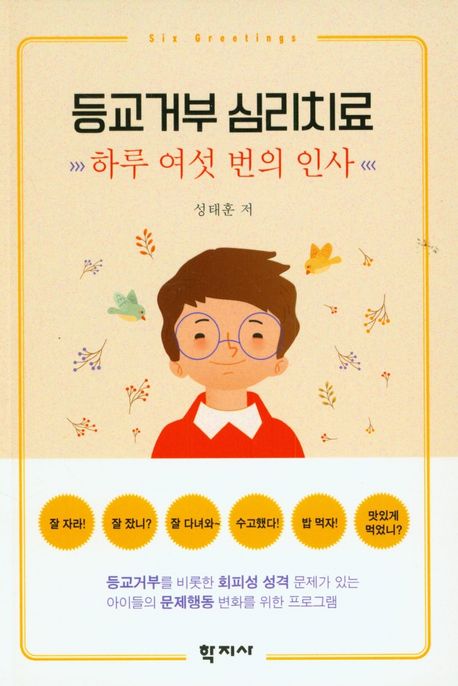 Six Greetings
등교거부 심리치료
»» 하루 여섯 번의 인사 ««
성태훈 저
잘 자라!
잘 잤니?
잘 다녀와~
수고했다!
밥 먹자!
맛있게
먹었니?
등교거부를 비롯한 회피성 성격 문제가 있는
아이들의 문제행동 변화를 위한 프로그램
학지사